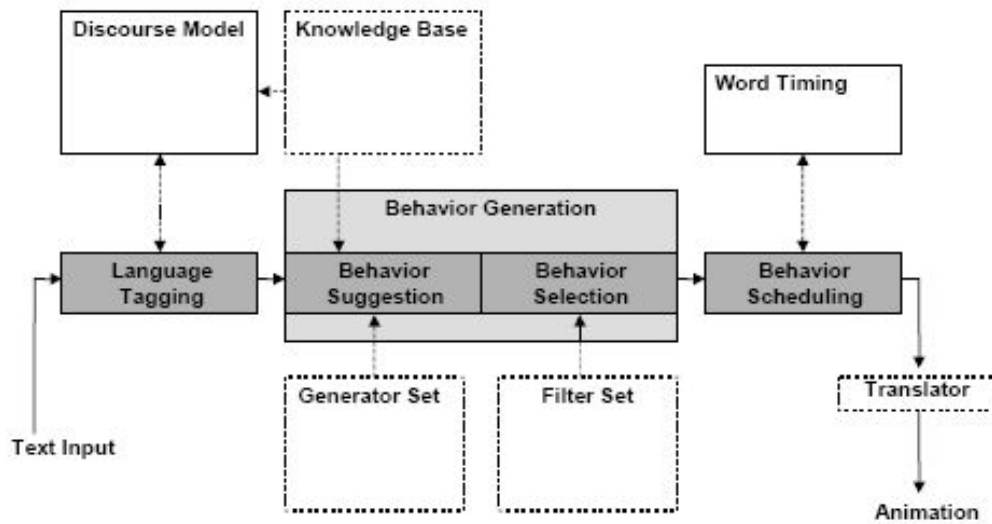 Discourse Model
Knowledge Base
Word Timing
Behavior Generation
Language
Tagging
Behavior
Suggestion
Behavior
Selection
Behavior
Scheduling
Generator Set
Filter Set
Translator
Text Input
Animation